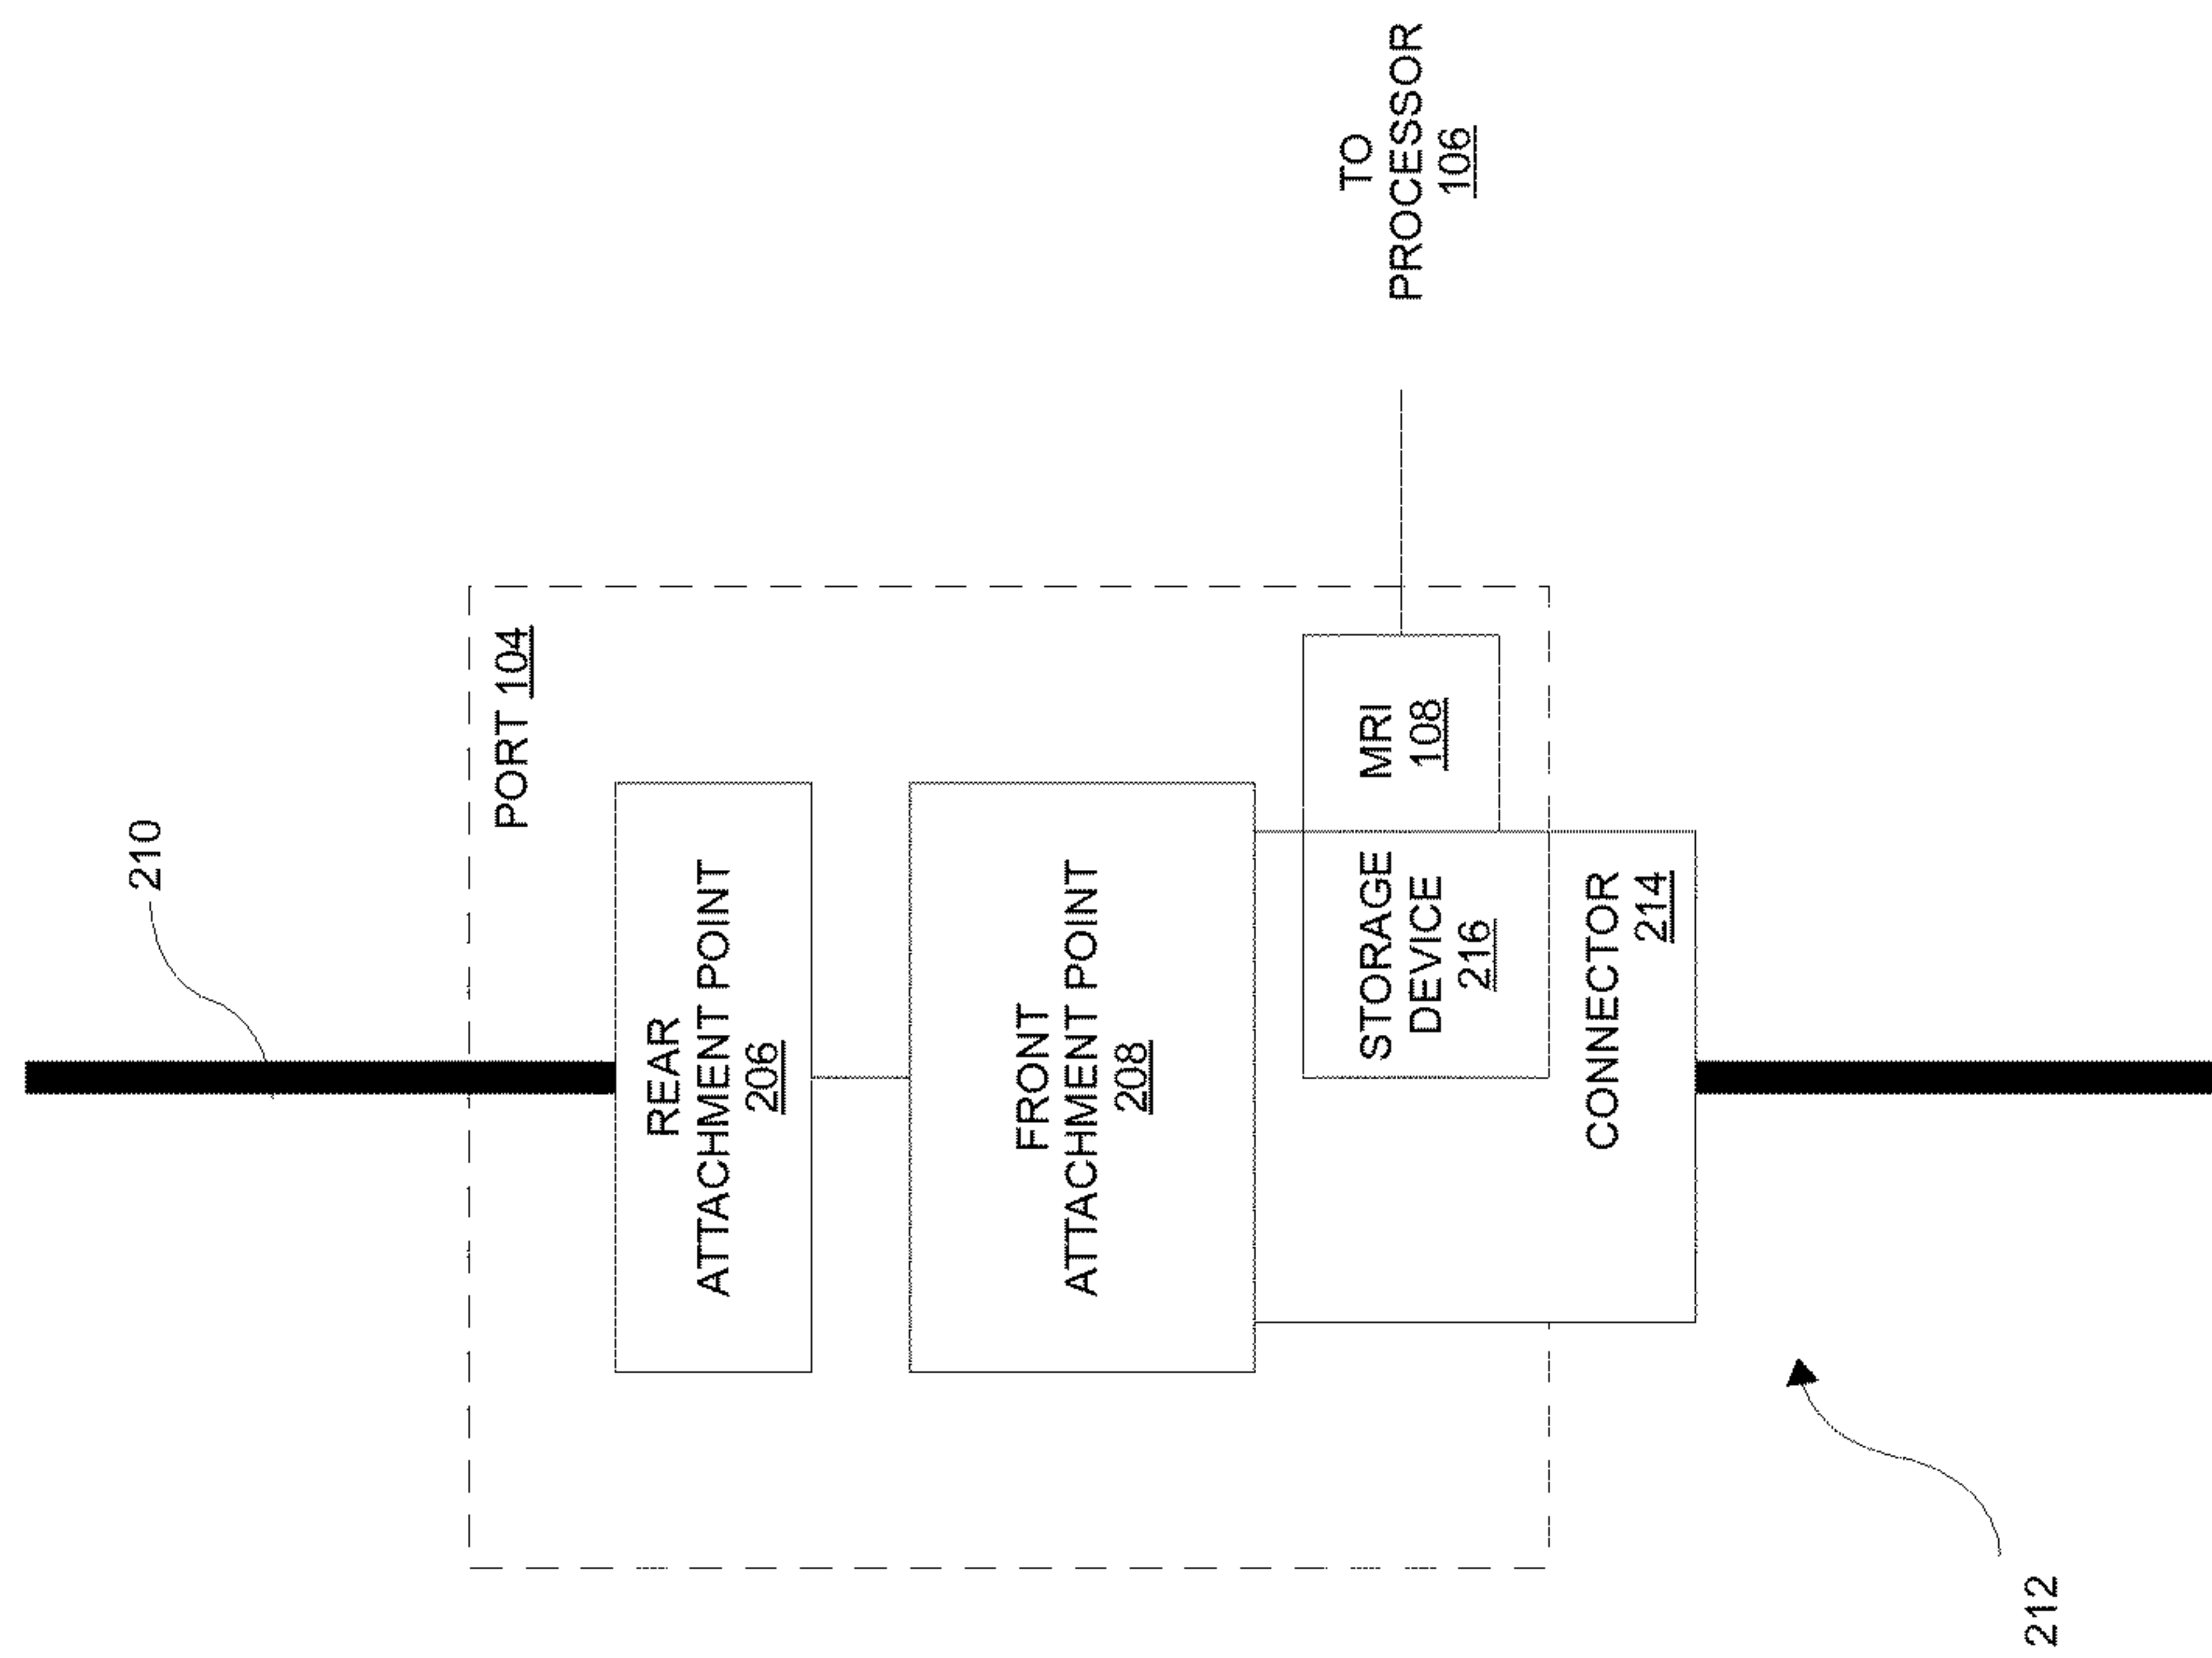 210
PORT 104
REAR
ATTACHMENT POINT
206
FRONT
ATTACHMENT POINT
208
STORAGE
DEVICE
216
MRI
108
TO
PROCESSOR
106
CONNECTOR
214
212